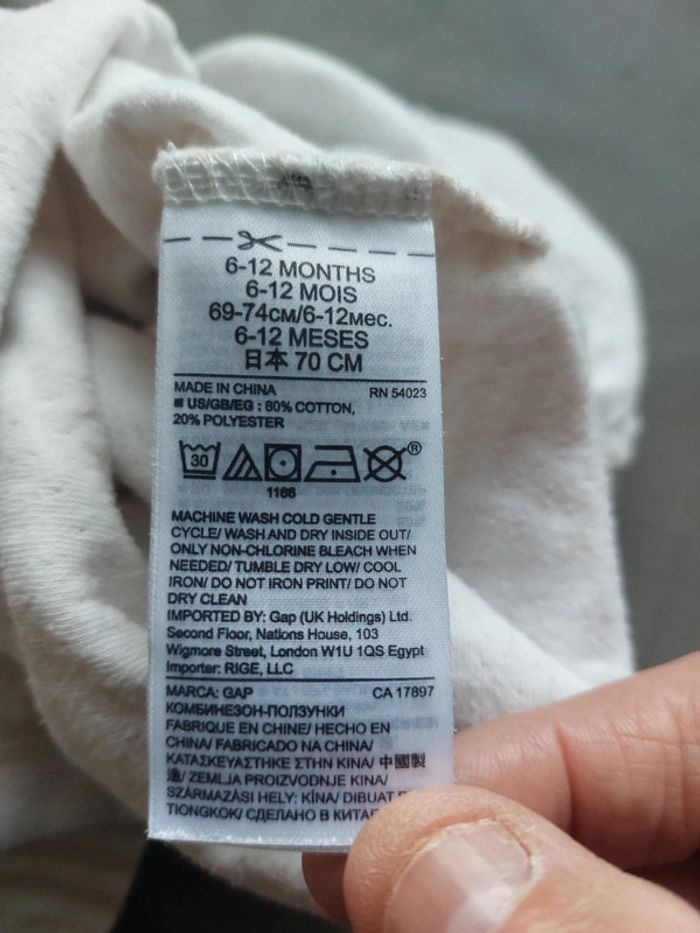 6-12 MONTHS
6-12 MOIS
69-74см/6-12мес.
6-12 MESES
日本 70 CM
MADE IN CHINA RN 54023
■ US/GB/EG : 80% COTTON,
20% POLYESTER
30
®
1166
MACHINE WASH COLD GENTLE
CYCLE/ WASH AND DRY INSIDE OUT/
ONLY NON-CHLORINE BLEACH WHEN
NEEDED/ TUMBLE DRY LOW/ COOL
IRON/ DO NOT IRON PRINT/ DO NOT
DRY CLEAN
IMPORTED BY: Gap (UK Holdings) Ltd.
Second Floor, Nations House, 103
Wigmore Street, London W1U 1QS Egypt
Importer: RIGE, LLC
MARCA: GAP CA 17897
КОМБИНЕЗОН-ПОЛЗУНКИ
FABRIQUE EN CHINE/ HECHO EN
CHINA/ FABRICADO NA CHINA/
ΚΑΤΑΣΚΕΥΑΣΤΗΚΕ ΣΤΗΝ ΚΙΝΑ/ 中國製
造/ ZEMLJA PROIZVODNJE KINA/
SZÁRMAZÁSI HELY: KÍNA/ DIBUAT
TIONGKOK/ СДЕЛАНО В